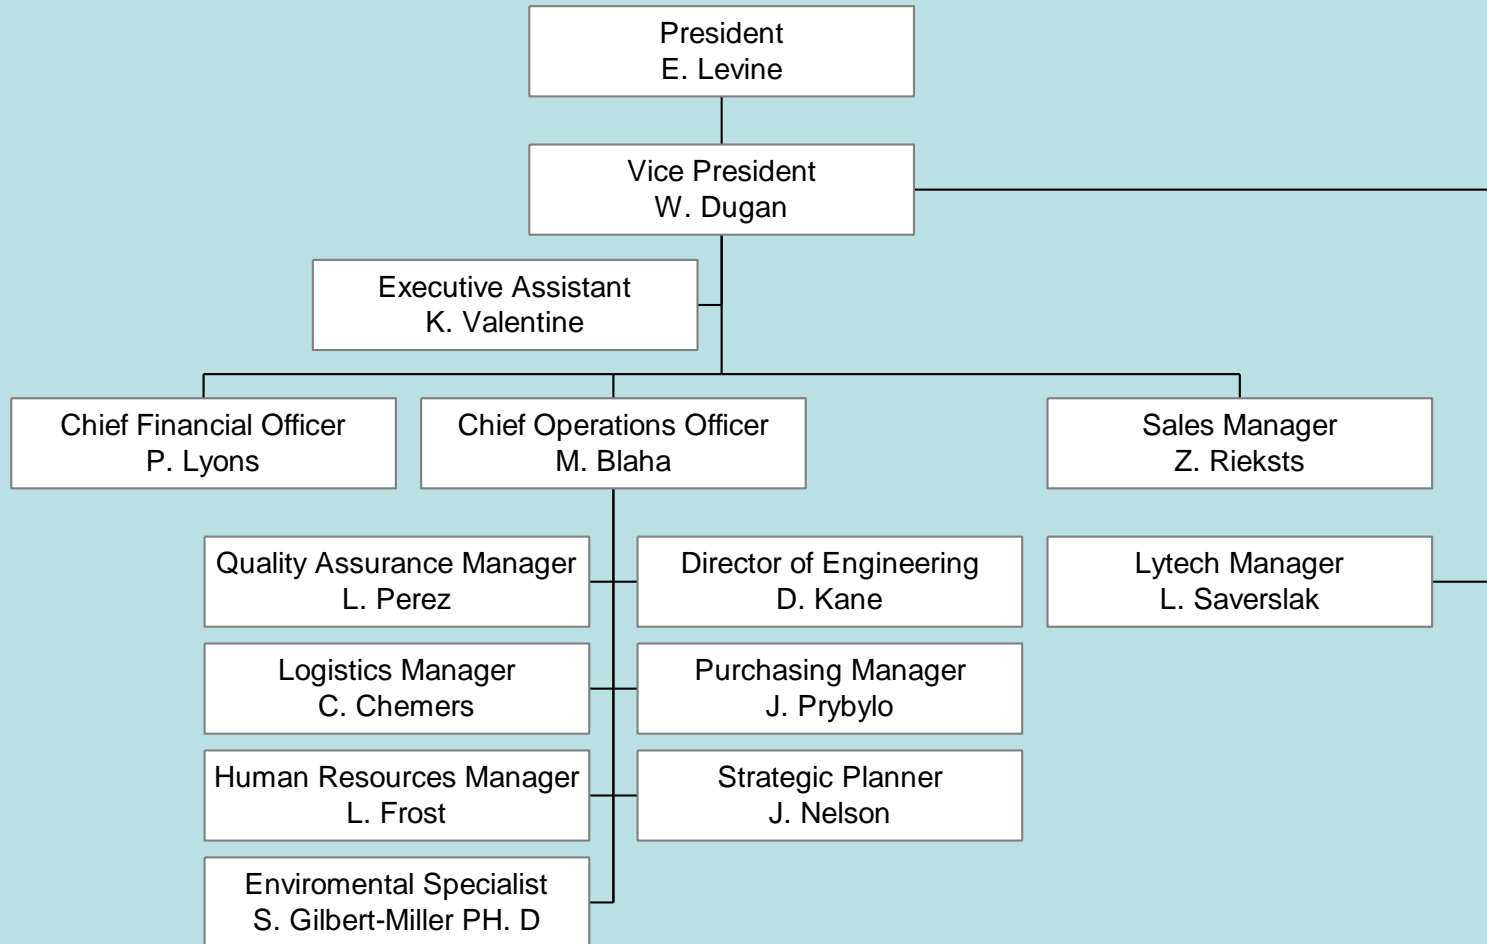 President
E. Levine
Vice President
W. Dugan
Executive Assistant
K. Valentine
Chief Financial Officer
P. Lyons
Chief Operations Officer
M. Blaha
Sales Manager
Z. Rieksts
Quality Assurance Manager
L. Perez
Director of Engineering
D. Kane
Lytech Manager
L. Saverslak
Logistics Manager
C. Chemers
Purchasing Manager
J. Prybylo
Human Resources Manager
L. Frost
Strategic Planner
J. Nelson
Enviromental Specialist
S. Gilbert-Miller PH. D